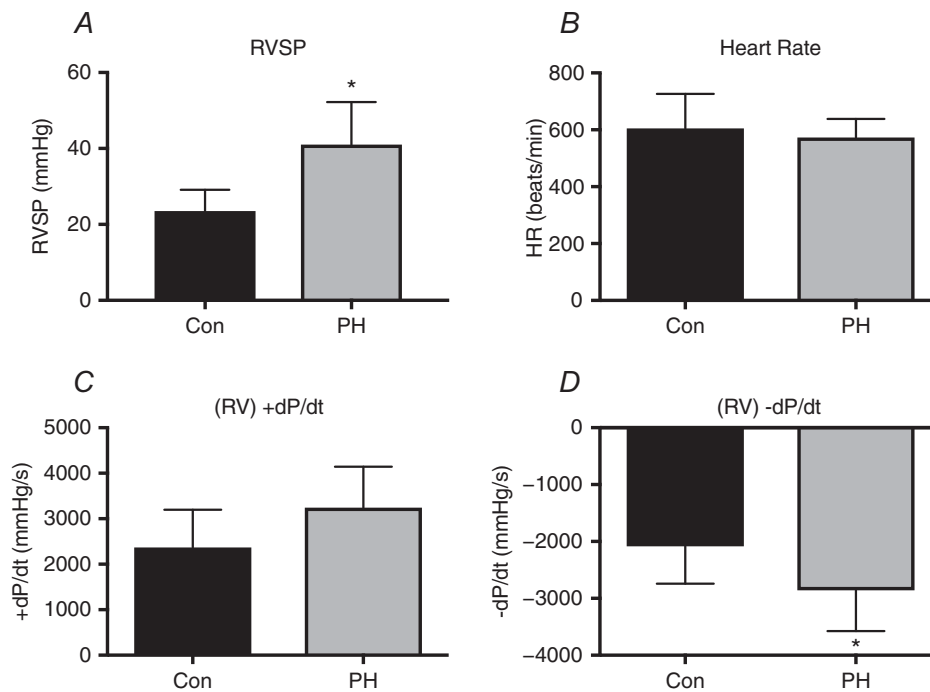 A
RVSP
RVSP (mmHg)
60
40
20
0
*
Con
PH
B
Heart Rate
HR (beats/min)
800
600
400
200
0
Con
PH
C
(RV) +dP/dt
+dP/dt (mmHg/s)
5000
4000
3000
2000
1000
0
Con
PH
D
(RV) -dP/dt
-dP/dt (mmHg/s)
0
−1000
−2000
−3000
−4000
*
Con
PH